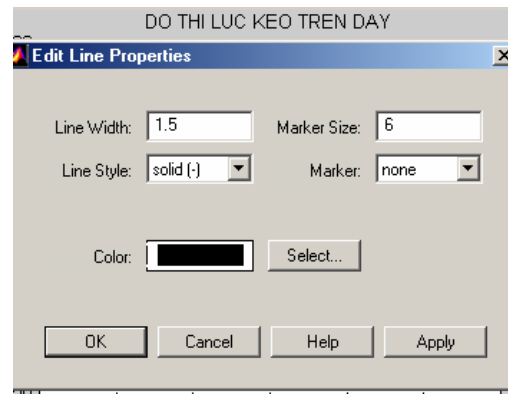 DO THI LUC KEO TREN DAY
Edit Line Properties
Line Width: 1.5 Marker Size: 6
Line Style: solid (-) Marker: none
Color: Select...
OK Cancel Help Apply